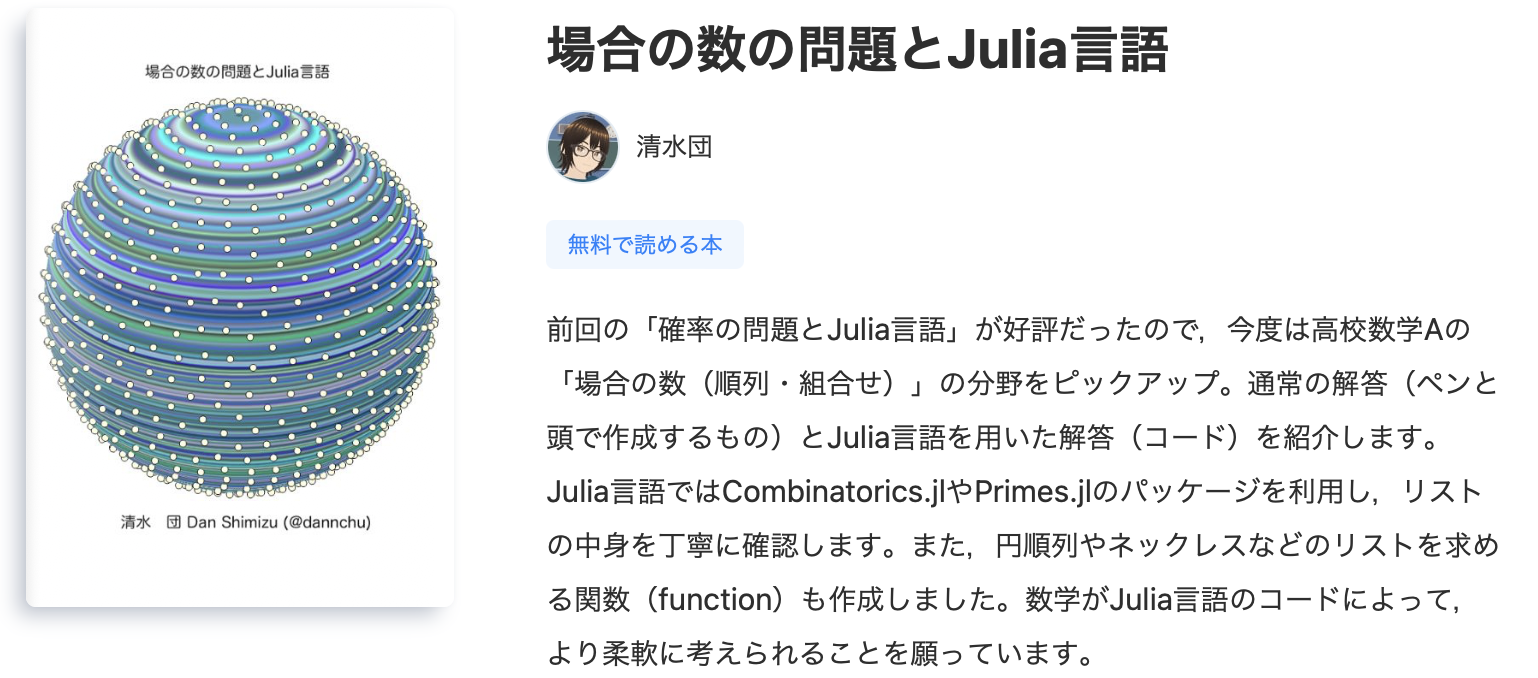 場合の数の問題とJulia言語
清水　団 Dan Shimizu (@dannchu)
場合の数の問題とJulia言語
清水団
無料で読める本
前回の「確率の問題とJulia言語」が好評だったので，今度は高校数学Aの
「場合の数（順列・組合せ）」の分野をピックアップ。通常の解答（ペンと
頭で作成するもの）とJulia言語を用いた解答（コード）を紹介します。
Julia言語ではCombinatorics.jlやPrimes.jlのパッケージを利用し，リスト
の中身を丁寧に確認します。また，円順列やネックレスなどのリストを求め
る関数（function）も作成しました。数学がJulia言語のコードによって，
より柔軟に考えられることを願っています。